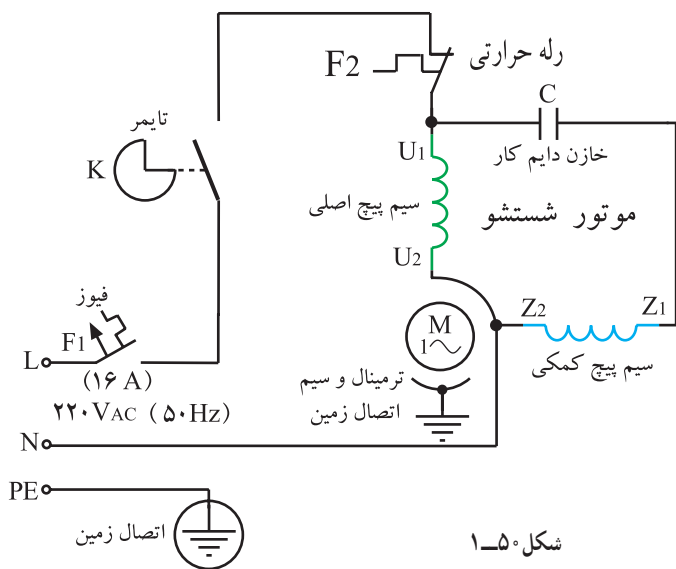 رله حرارتی
F2
C
تایمر
خازن دایم کار
U1
K
سیم پیچ اصلی
موتور شستشو
U2
فیوز
Z2
Z1
F1
M
1
L
سیم پیچ کمکی
(۱۶ A)
ترمینال و سیم
اتصال زمین
۲۲۰VAC (۵۰Hz)
N
PE
اتصال زمین
شکل ۵۰ــ۱